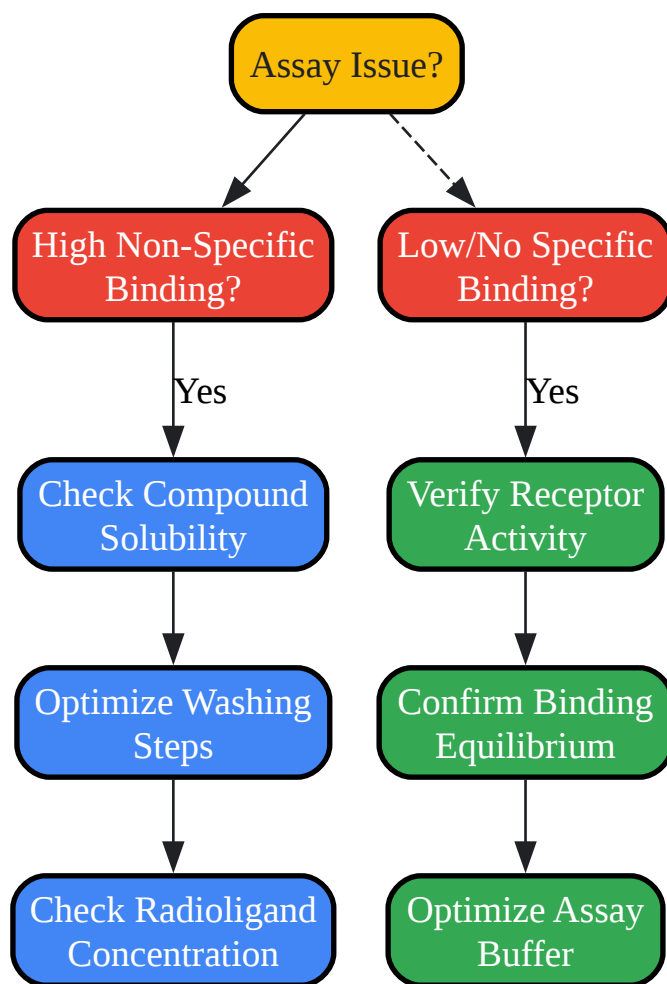 Assay Issue?
High Non-Specific
Binding?
Low/No Specific
Binding?
Yes
Yes
Check Compound
Solubility
Verify Receptor
Activity
Optimize Washing
Steps
Confirm Binding
Equilibrium
Check Radioligand
Concentration
Optimize Assay
Buffer